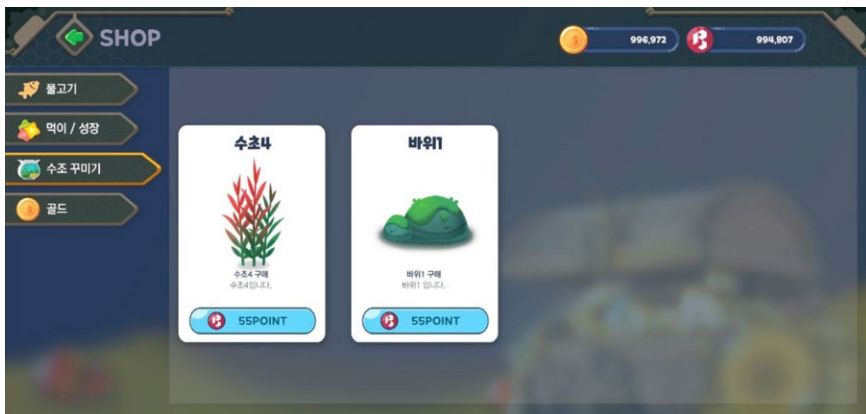 SHOP
996,972
994,807
물고기
먹이 / 성장
수조 꾸미기
골드
수초4
수초4 구매
수초4입니다.
55POINT
바위1
바위1 구매
바위1 입니다.
55POINT